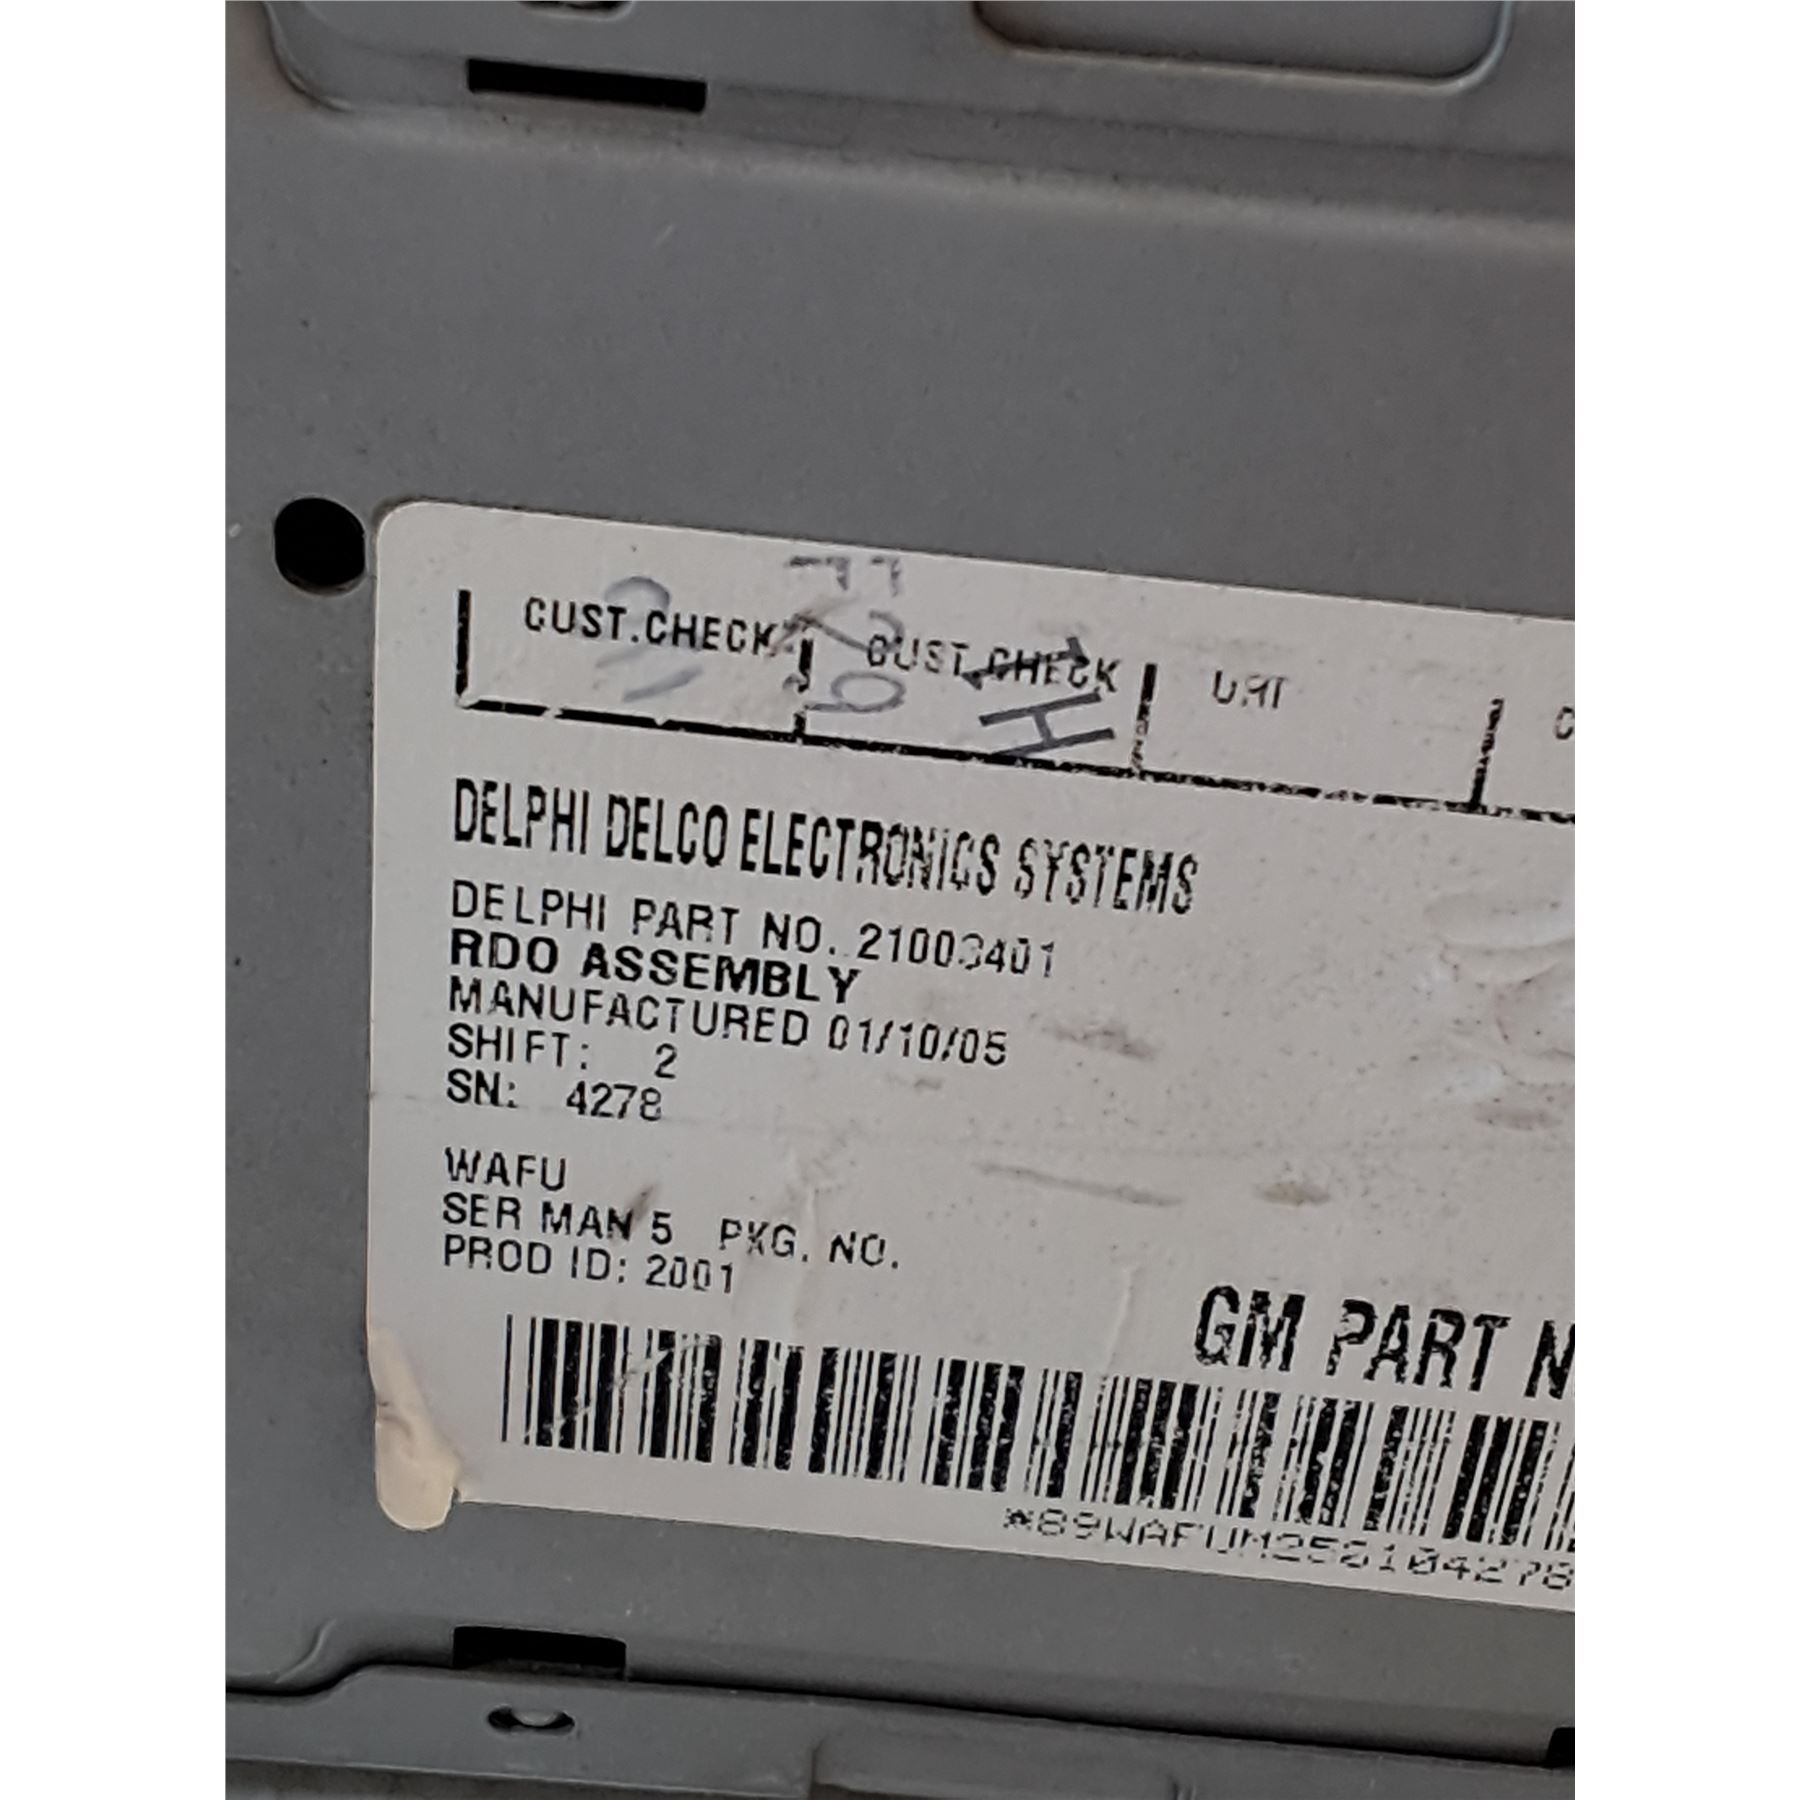 CUST.CHECK CUST.CHECK
DELPHI DELCO ELECTRONICS SYSTEMS
DELPHI PART NO. 21003401
RDO ASSEMBLY
MANUFACTURED 01/10/05
SHIFT: 2
SN: 4278
WAFU
SER MAN 5 PKG. NO.
PROD ID: 2001
GM PART N